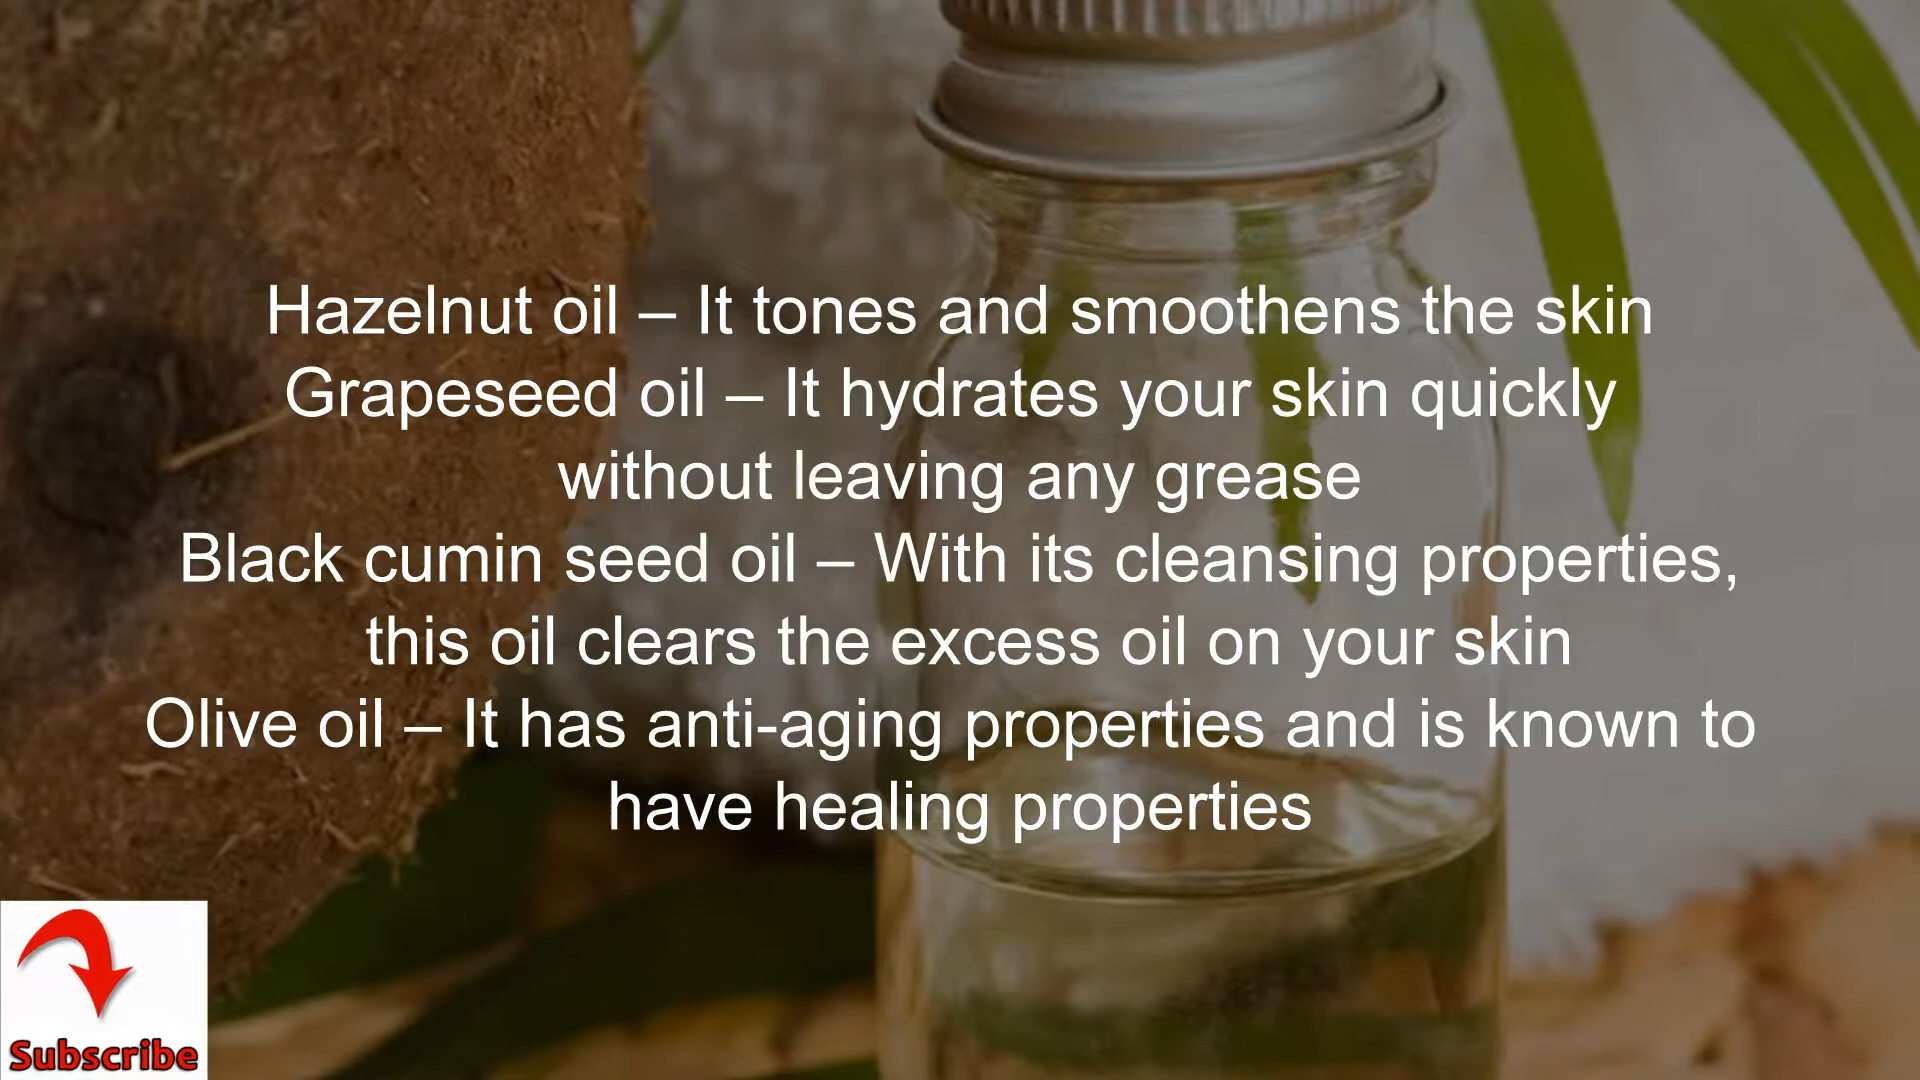 Hazelnut oil – It tones and smoothens the skin
Grapeseed oil – It hydrates your skin quickly
without leaving any grease
Black cumin seed oil – With its cleansing properties,
this oil clears the excess oil on your skin
Olive oil – It has anti-aging properties and is known to
have healing properties
Subscribe